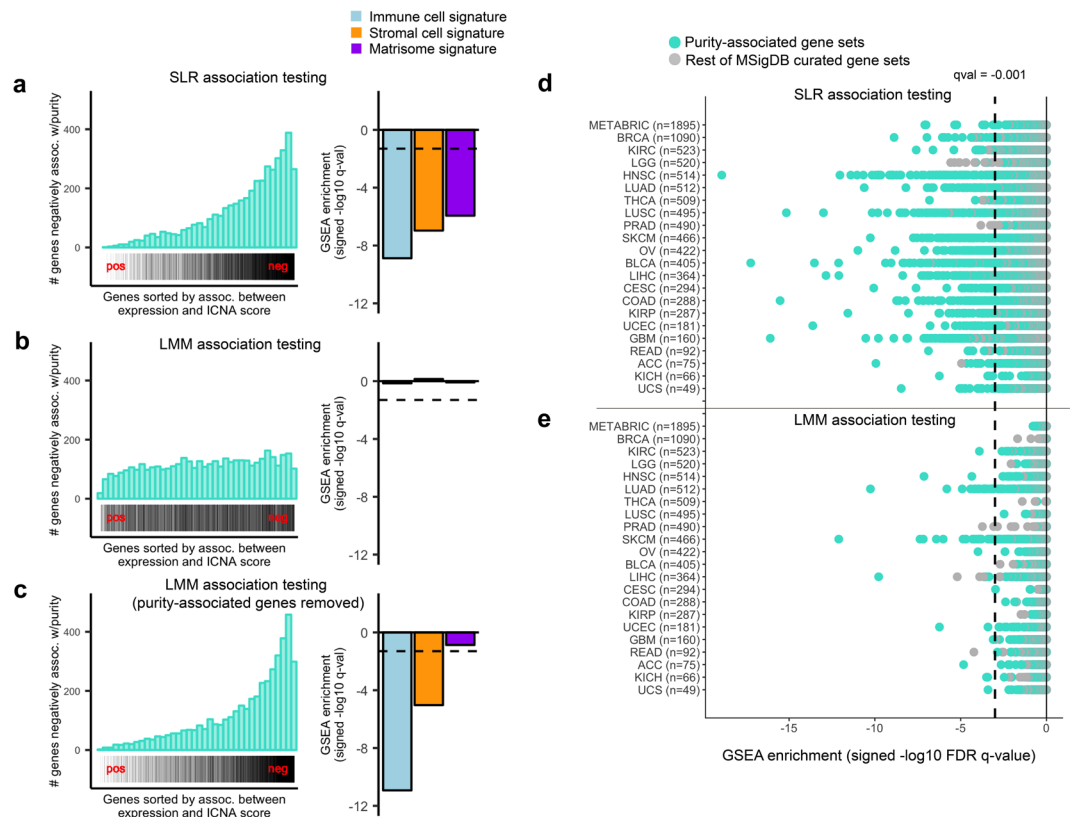 Immune cell signature
Stromal cell signature
Matrisome signature
a
SLR association testing
# genes negatively assoc. w/purity
400
200
0
pos
neg
Genes sorted by assoc. between
expression and ICNA score
GSEA enrichment
(signed -log10 q-val)
0
-4
-8
-12
b
LMM association testing
# genes negatively assoc. w/purity
400
200
0
pos
neg
Genes sorted by assoc. between
expression and ICNA score
GSEA enrichment
(signed -log10 q-val)
0
-4
-8
-12
c
LMM association testing
(purity-associated genes removed)
# genes negatively assoc. w/purity
400
200
0
pos
neg
Genes sorted by assoc. between
expression and ICNA score
GSEA enrichment
(signed -log10 q-val)
0
-4
-8
-12
Purity-associated gene sets
Rest of MSigDB curated gene sets
qval = -0.001
d
SLR association testing
METABRIC (n=1895)
BRCA (n=1090)
KIRC (n=523)
LGG (n=520)
HNSC (n=514)
LUAD (n=512)
THCA (n=509)
LUSC (n=495)
PRAD (n=490)
SKCM (n=466)
OV (n=422)
BLCA (n=405)
LIHC (n=364)
CESC (n=294)
COAD (n=288)
KIRP (n=287)
UCEC (n=181)
GBM (n=160)
READ (n=92)
ACC (n=75)
KICH (n=66)
UCS (n=49)
e
LMM association testing
METABRIC (n=1895)
BRCA (n=1090)
KIRC (n=523)
LGG (n=520)
HNSC (n=514)
LUAD (n=512)
THCA (n=509)
LUSC (n=495)
PRAD (n=490)
SKCM (n=466)
OV (n=422)
BLCA (n=405)
LIHC (n=364)
CESC (n=294)
COAD (n=288)
KIRP (n=287)
UCEC (n=181)
GBM (n=160)
READ (n=92)
ACC (n=75)
KICH (n=66)
UCS (n=49)
-15
-10
-5
0
GSEA enrichment (signed -log10 FDR q-value)